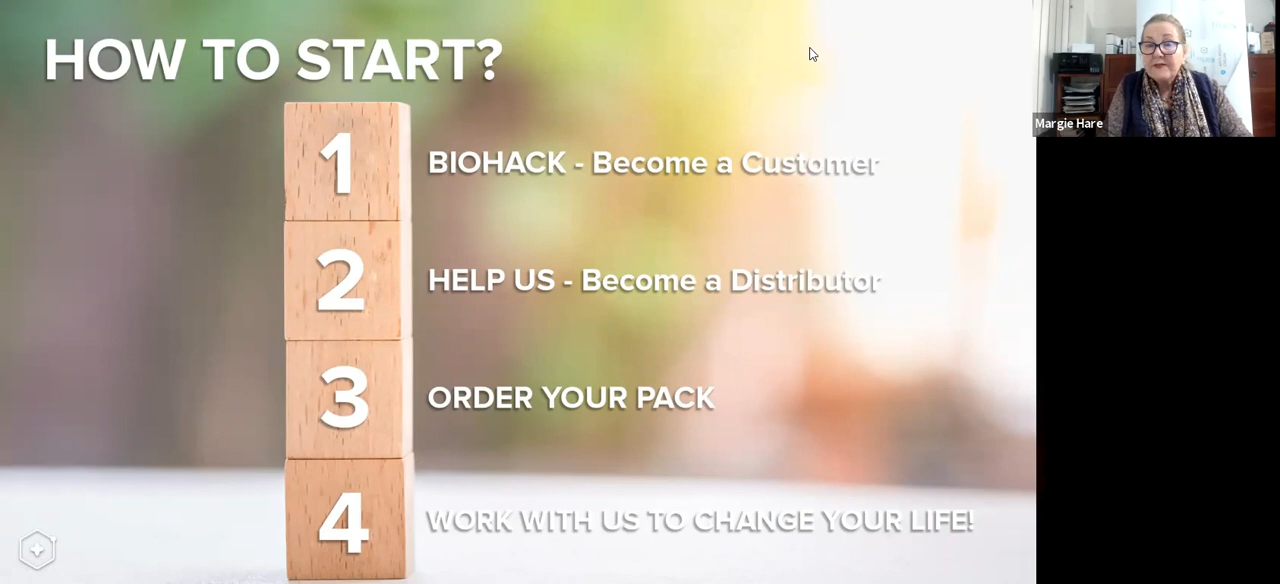 HOW TO START?
1
BIOHACK - Become a Customer
2
HELP US - Become a Distributor
3
ORDER YOUR PACK
4
WORK WITH US TO CHANGE YOUR LIFE!
Margie Hare